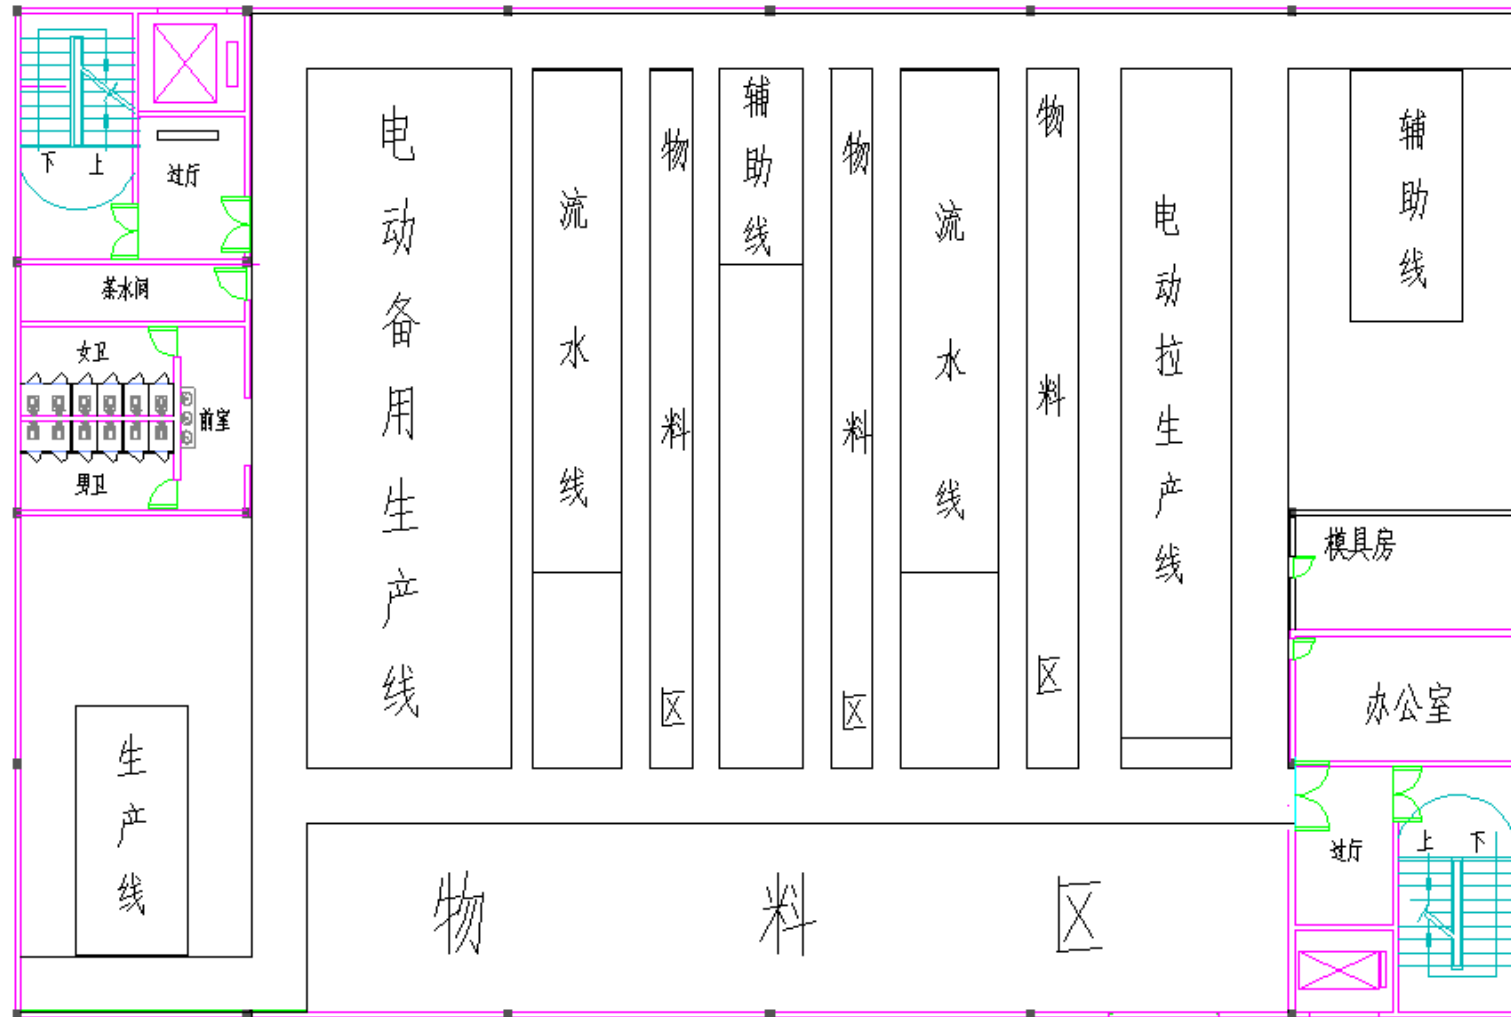 下 上
过厅
茶水间
女卫
前室
男卫
生产线
电动备用生产线
流水线
物料区
辅助线
物料区
流水线
物料区
电动拉生产线
辅助线
模具房
办公室
过厅
上 下
物料区